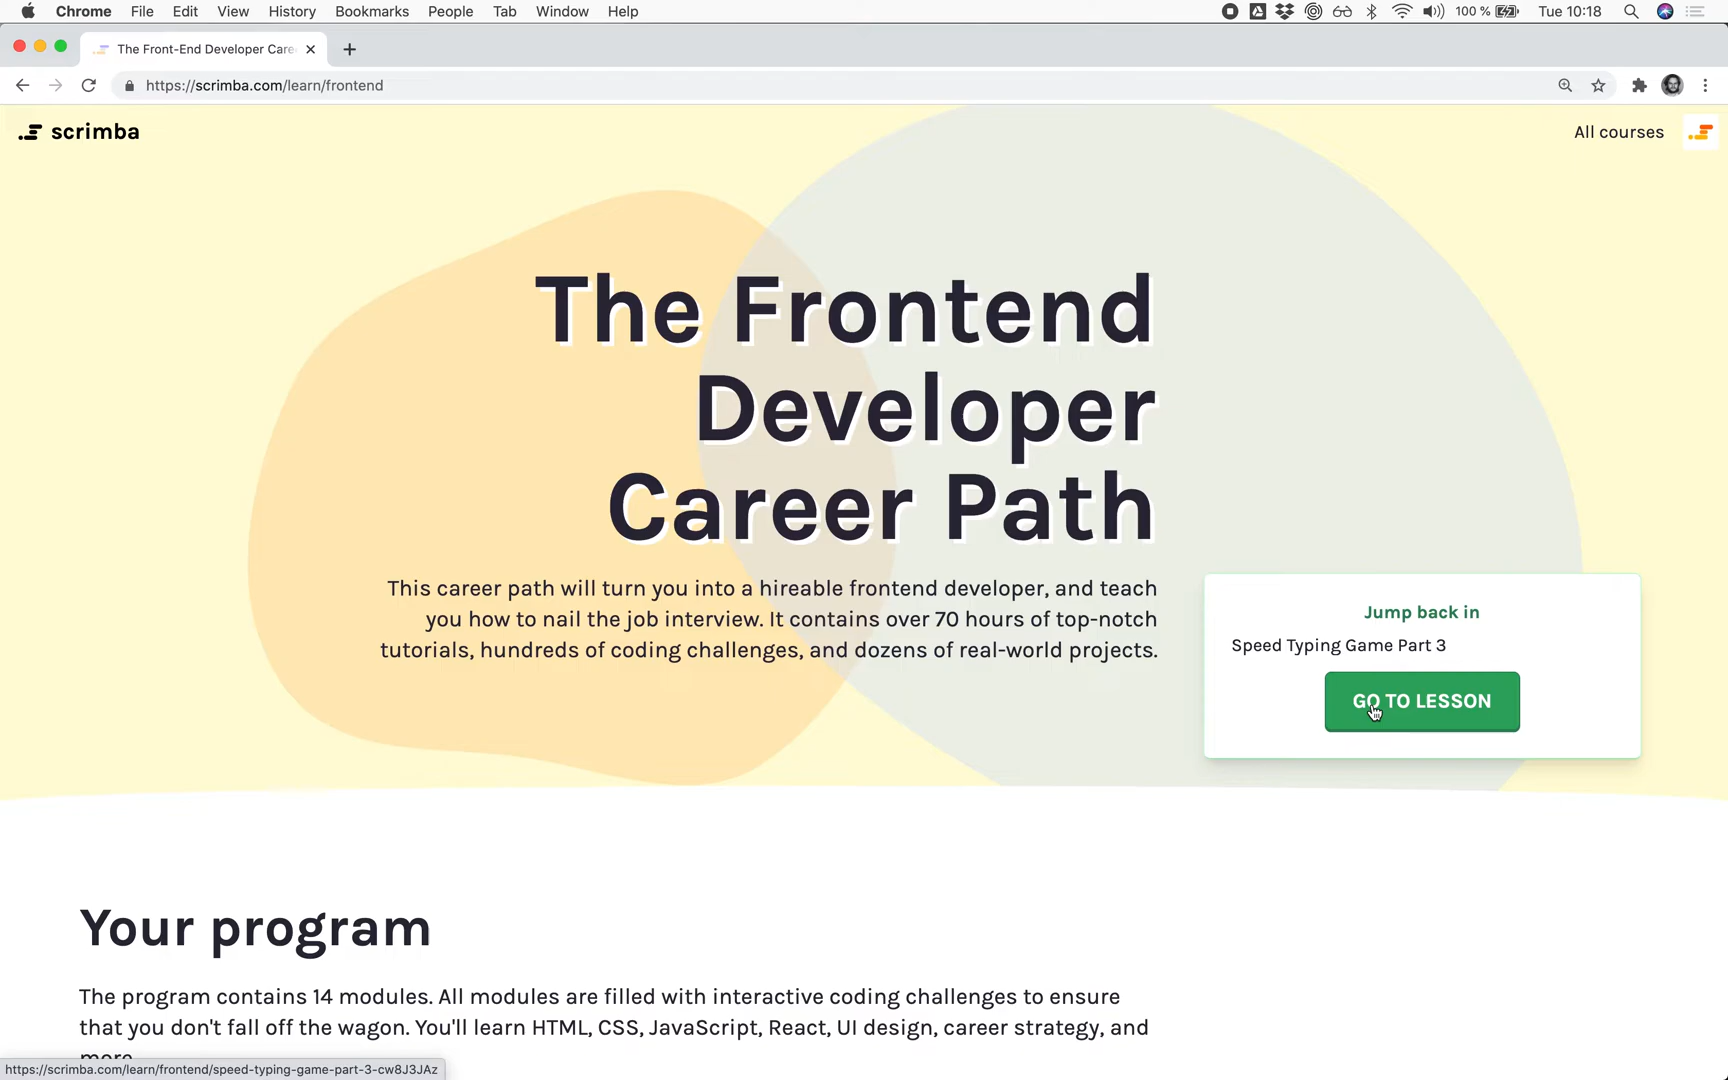 Chrome File Edit View History Bookmarks People Tab Window Help 100 % Tue 10:18
The Front-End Developer Care
https://scrimba.com/learn/frontend
scrimba
All courses
The Frontend
Developer
Career Path
This career path will turn you into a hireable frontend developer, and teach
you how to nail the job interview. It contains over 70 hours of top-notch
tutorials, hundreds of coding challenges, and dozens of real-world projects.
Jump back in
Speed Typing Game Part 3
GO TO LESSON
Your program
The program contains 14 modules. All modules are filled with interactive coding challenges to ensure
that you don't fall off the wagon. You'll learn HTML, CSS, JavaScript, React, UI design, career strategy, and
more.
https://scrimba.com/learn/frontend/speed-typing-game-part-3-cw8J3JAz